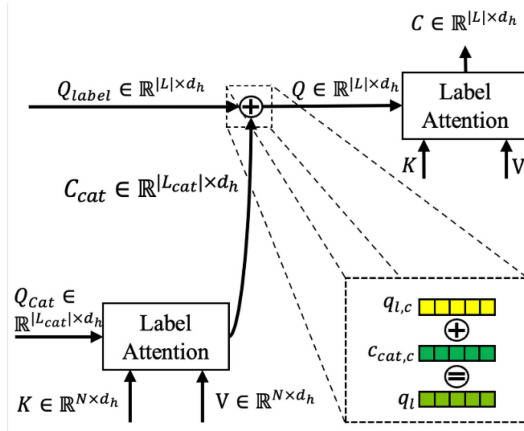 C ∈ ℝ^{|L|×d_h}
Q_{label} ∈ ℝ^{|L|×d_h}
Q ∈ ℝ^{|L|×d_h}
Label
Attention
K
V
C_{cat} ∈ ℝ^{|L_{cat}|×d_h}
Q_{Cat} ∈
ℝ^{|L_{cat}|×d_h}
Label
Attention
K ∈ ℝ^{N×d_h}
V ∈ ℝ^{N×d_h}
q_{l,c}
+
c_{cat,c}
=
q_l